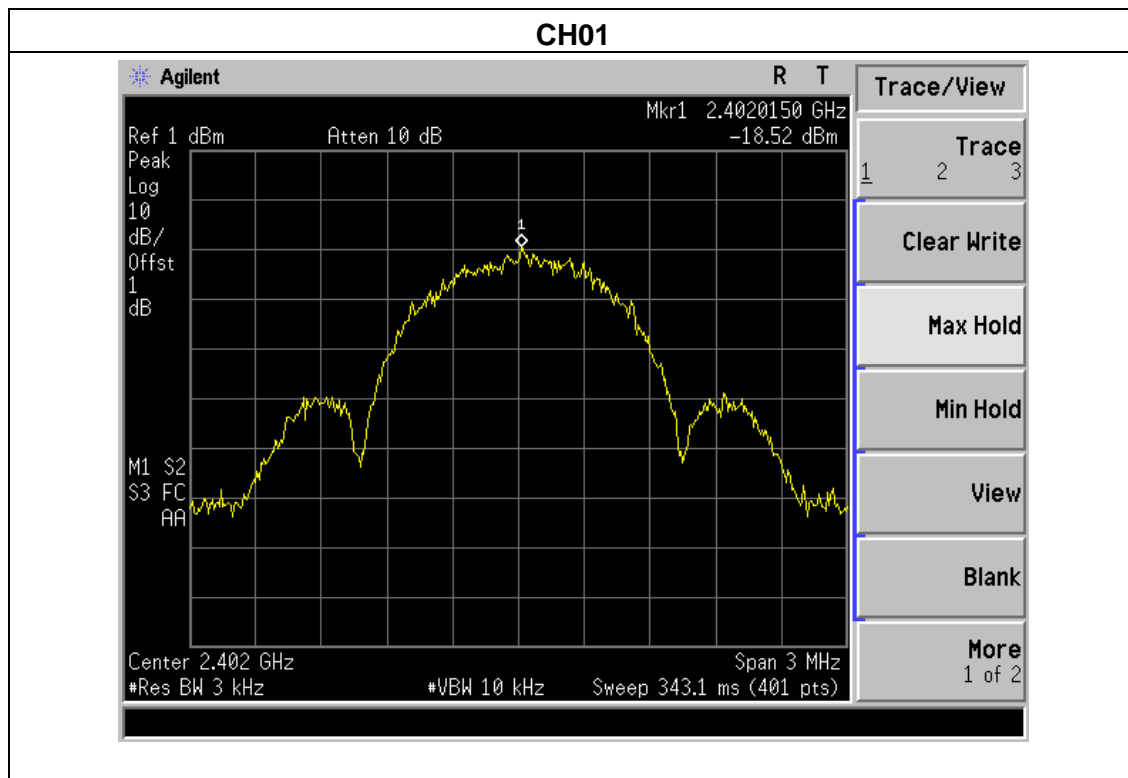 CH01
Agilent R T
Mkr1 2.4020150 GHz
Ref 1 dBm Atten 10 dB -18.52 dBm
Peak
Log
10
dB/
Offst
1
dB
1
M1 S2
S3 FC
AA
Center 2.402 GHz Span 3 MHz
#Res BW 3 kHz #VBW 10 kHz Sweep 343.1 ms (401 pts)
Trace/View
Trace
1 2 3
Clear Write
Max Hold
Min Hold
View
Blank
More
1 of 2